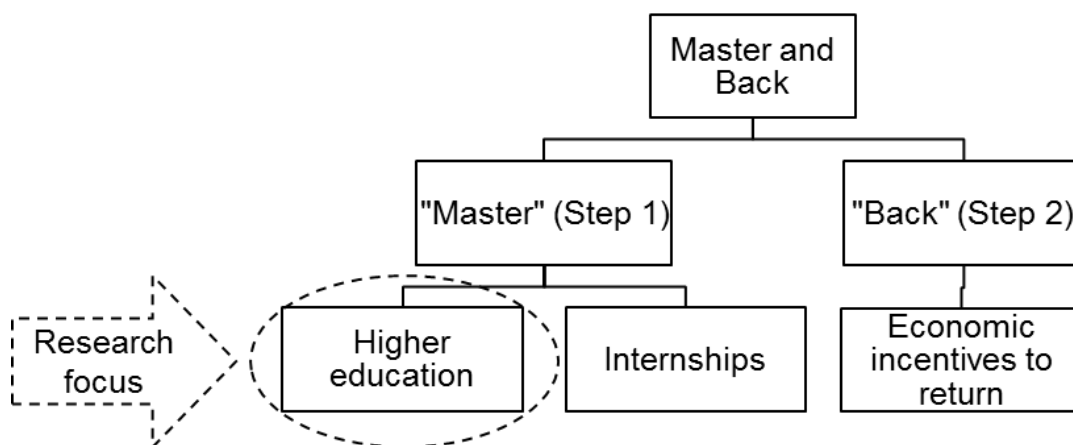 Master and
Back
"Master" (Step 1)
"Back" (Step 2)
Research
focus
Higher
education
Internships
Economic
incentives to
return